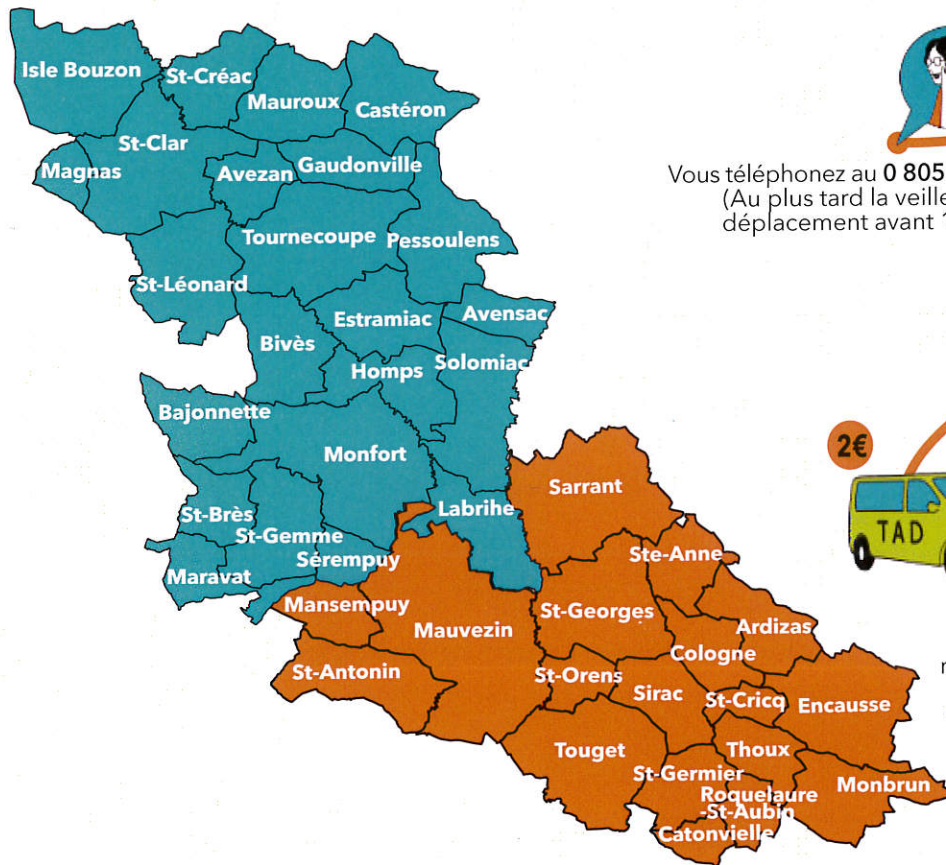 Isle Bouzon
St-Créac
Mauroux
Castéron
St-Clar
Magnas
Avezan
Gaudonville
Vous téléphonez au 0 805
(Au plus tard la veille
déplacement avant
Tournecoupe
Pessoulens
St-Léonard
Estramiac
Avensac
Bivès
Homps
Solomiac
Bajonnette
Monfort
2€
TAD
Sarrant
Labrihe
St-Brès
St-Gemme
Sérempuy
Ste-Anne
Maravat
Mansempuy
Mauvezin
St-Georges
Ardizas
Cologne
St-Antonin
St-Orens
Sirac
St-Cricq
Encausse
Touget
Thoux
St-Germier
Monbrun
Roquelaure
-St-Aubin
Catonvielle